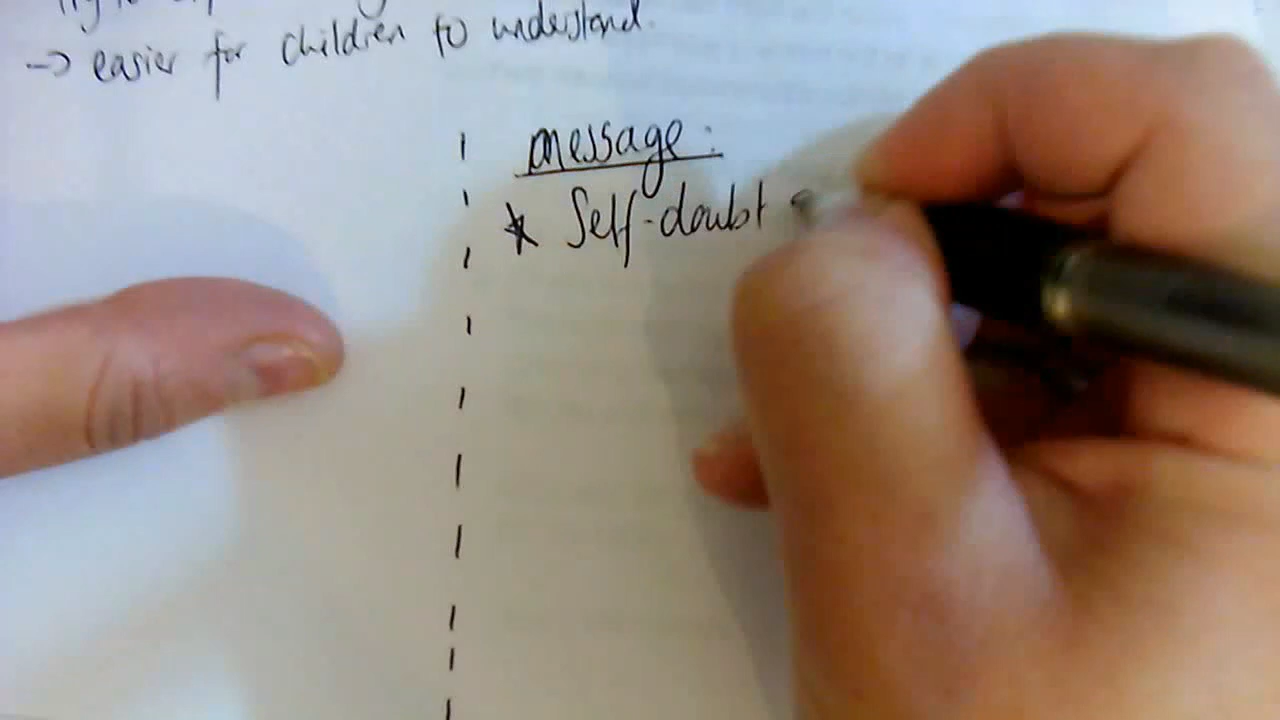 → easier for children to understand.
message:
* Self-doubt